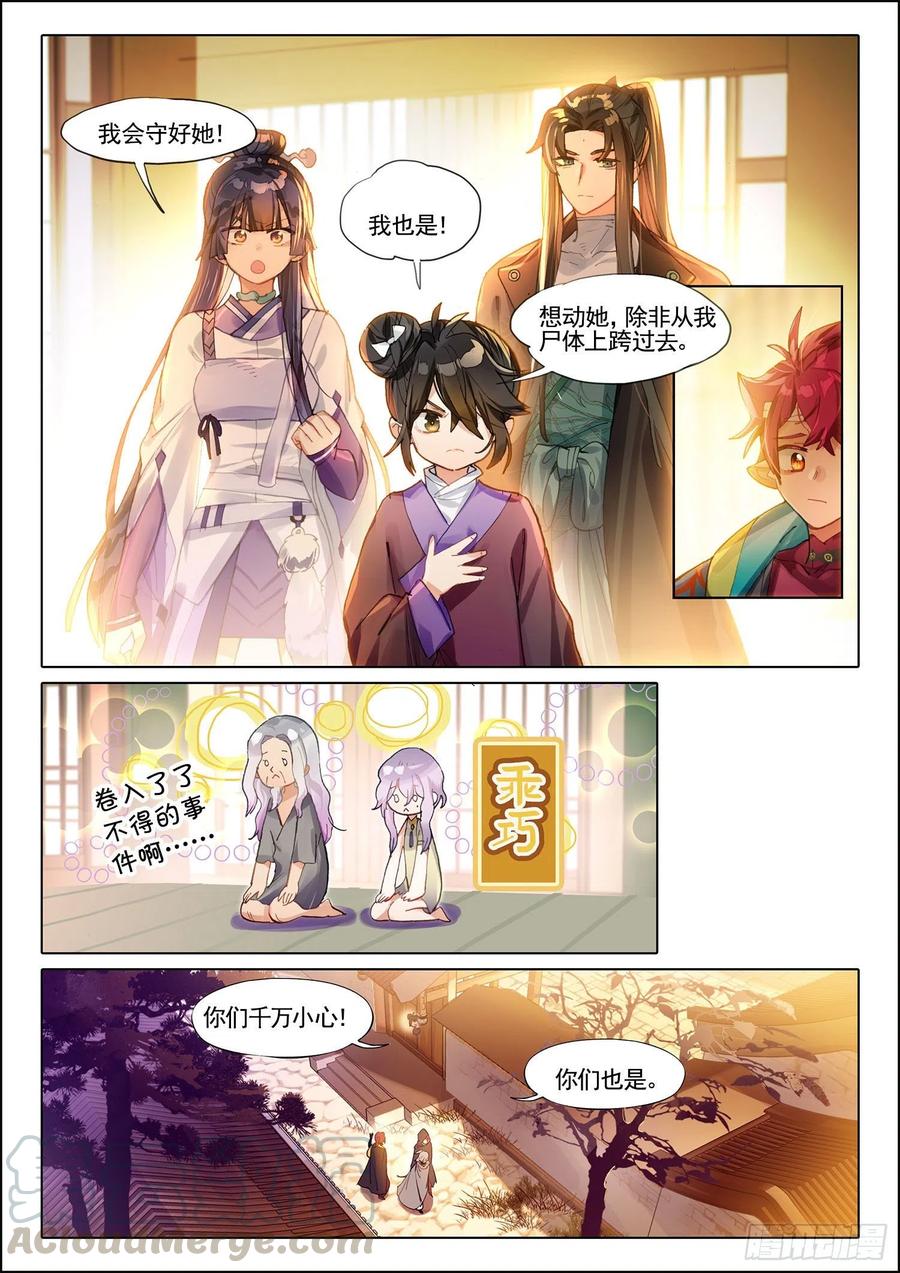 我会守好她！
我也是！
想动她，除非从我
尸体上跨过去。
卷入了了
不得的事
件啊……
乖
巧
你们千万小心！
你们也是。
AcloudMerge.com
腾讯动漫